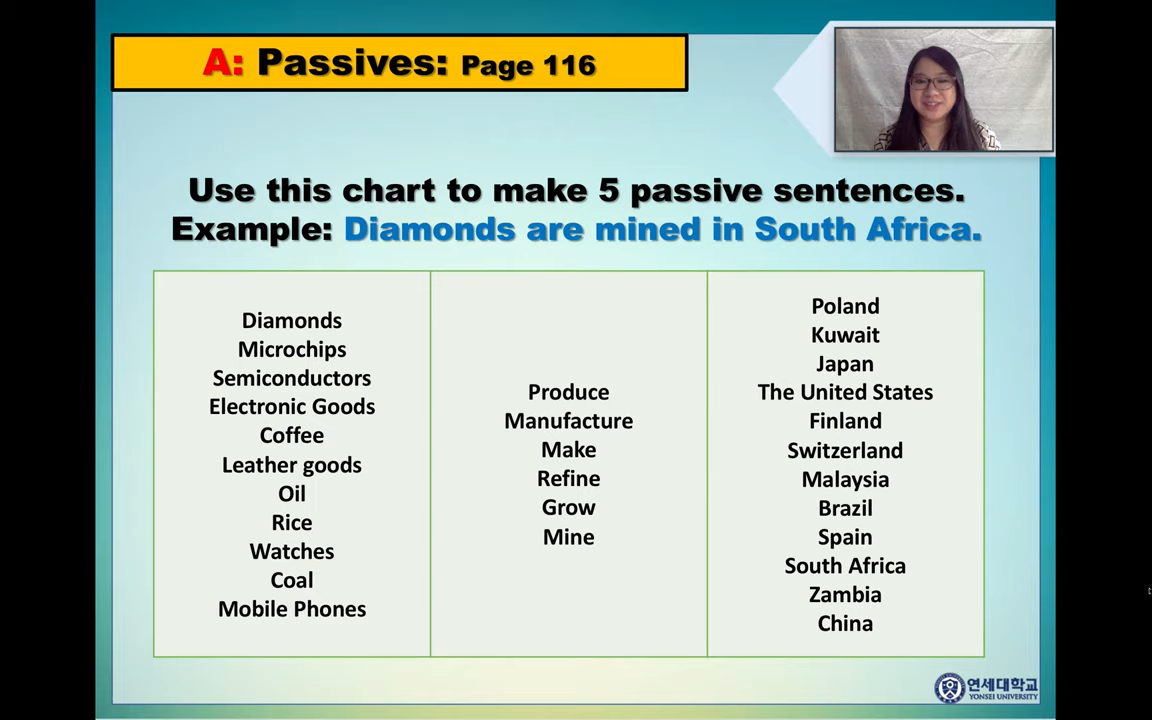 A: Passives: Page 116
Use this chart to make 5 passive sentences.
Example: Diamonds are mined in South Africa.
Diamonds
Microchips
Semiconductors
Electronic Goods
Coffee
Leather goods
Oil
Rice
Watches
Coal
Mobile Phones
Produce
Manufacture
Make
Refine
Grow
Mine
Poland
Kuwait
Japan
The United States
Finland
Switzerland
Malaysia
Brazil
Spain
South Africa
Zambia
China
연세대학교
YONSEI UNIVERSITY